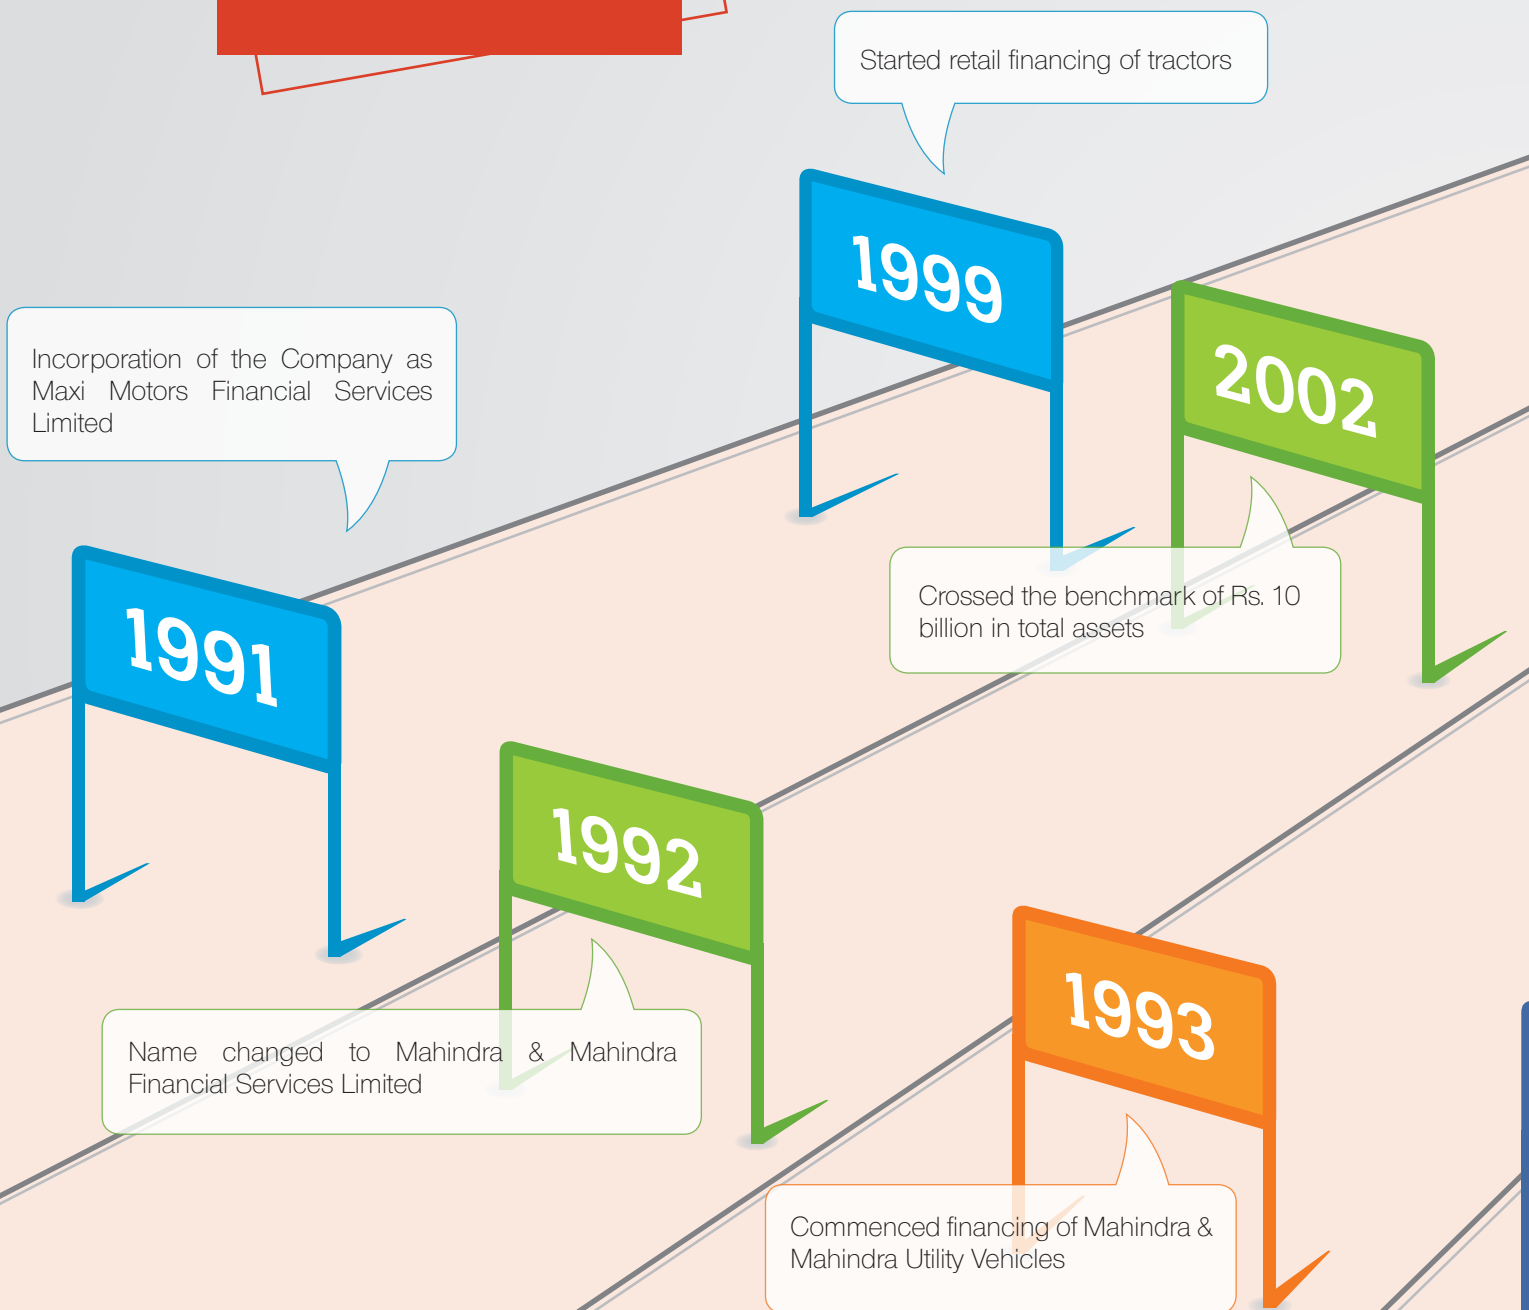 Started retail financing of tractors
1999
2002
Incorporation of the Company as
Maxi Motors Financial Services
Limited
Crossed the benchmark of Rs. 10
billion in total assets
1991
1992
1993
Name changed to Mahindra & Mahindra
Financial Services Limited
Commenced financing of Mahindra &
Mahindra Utility Vehicles